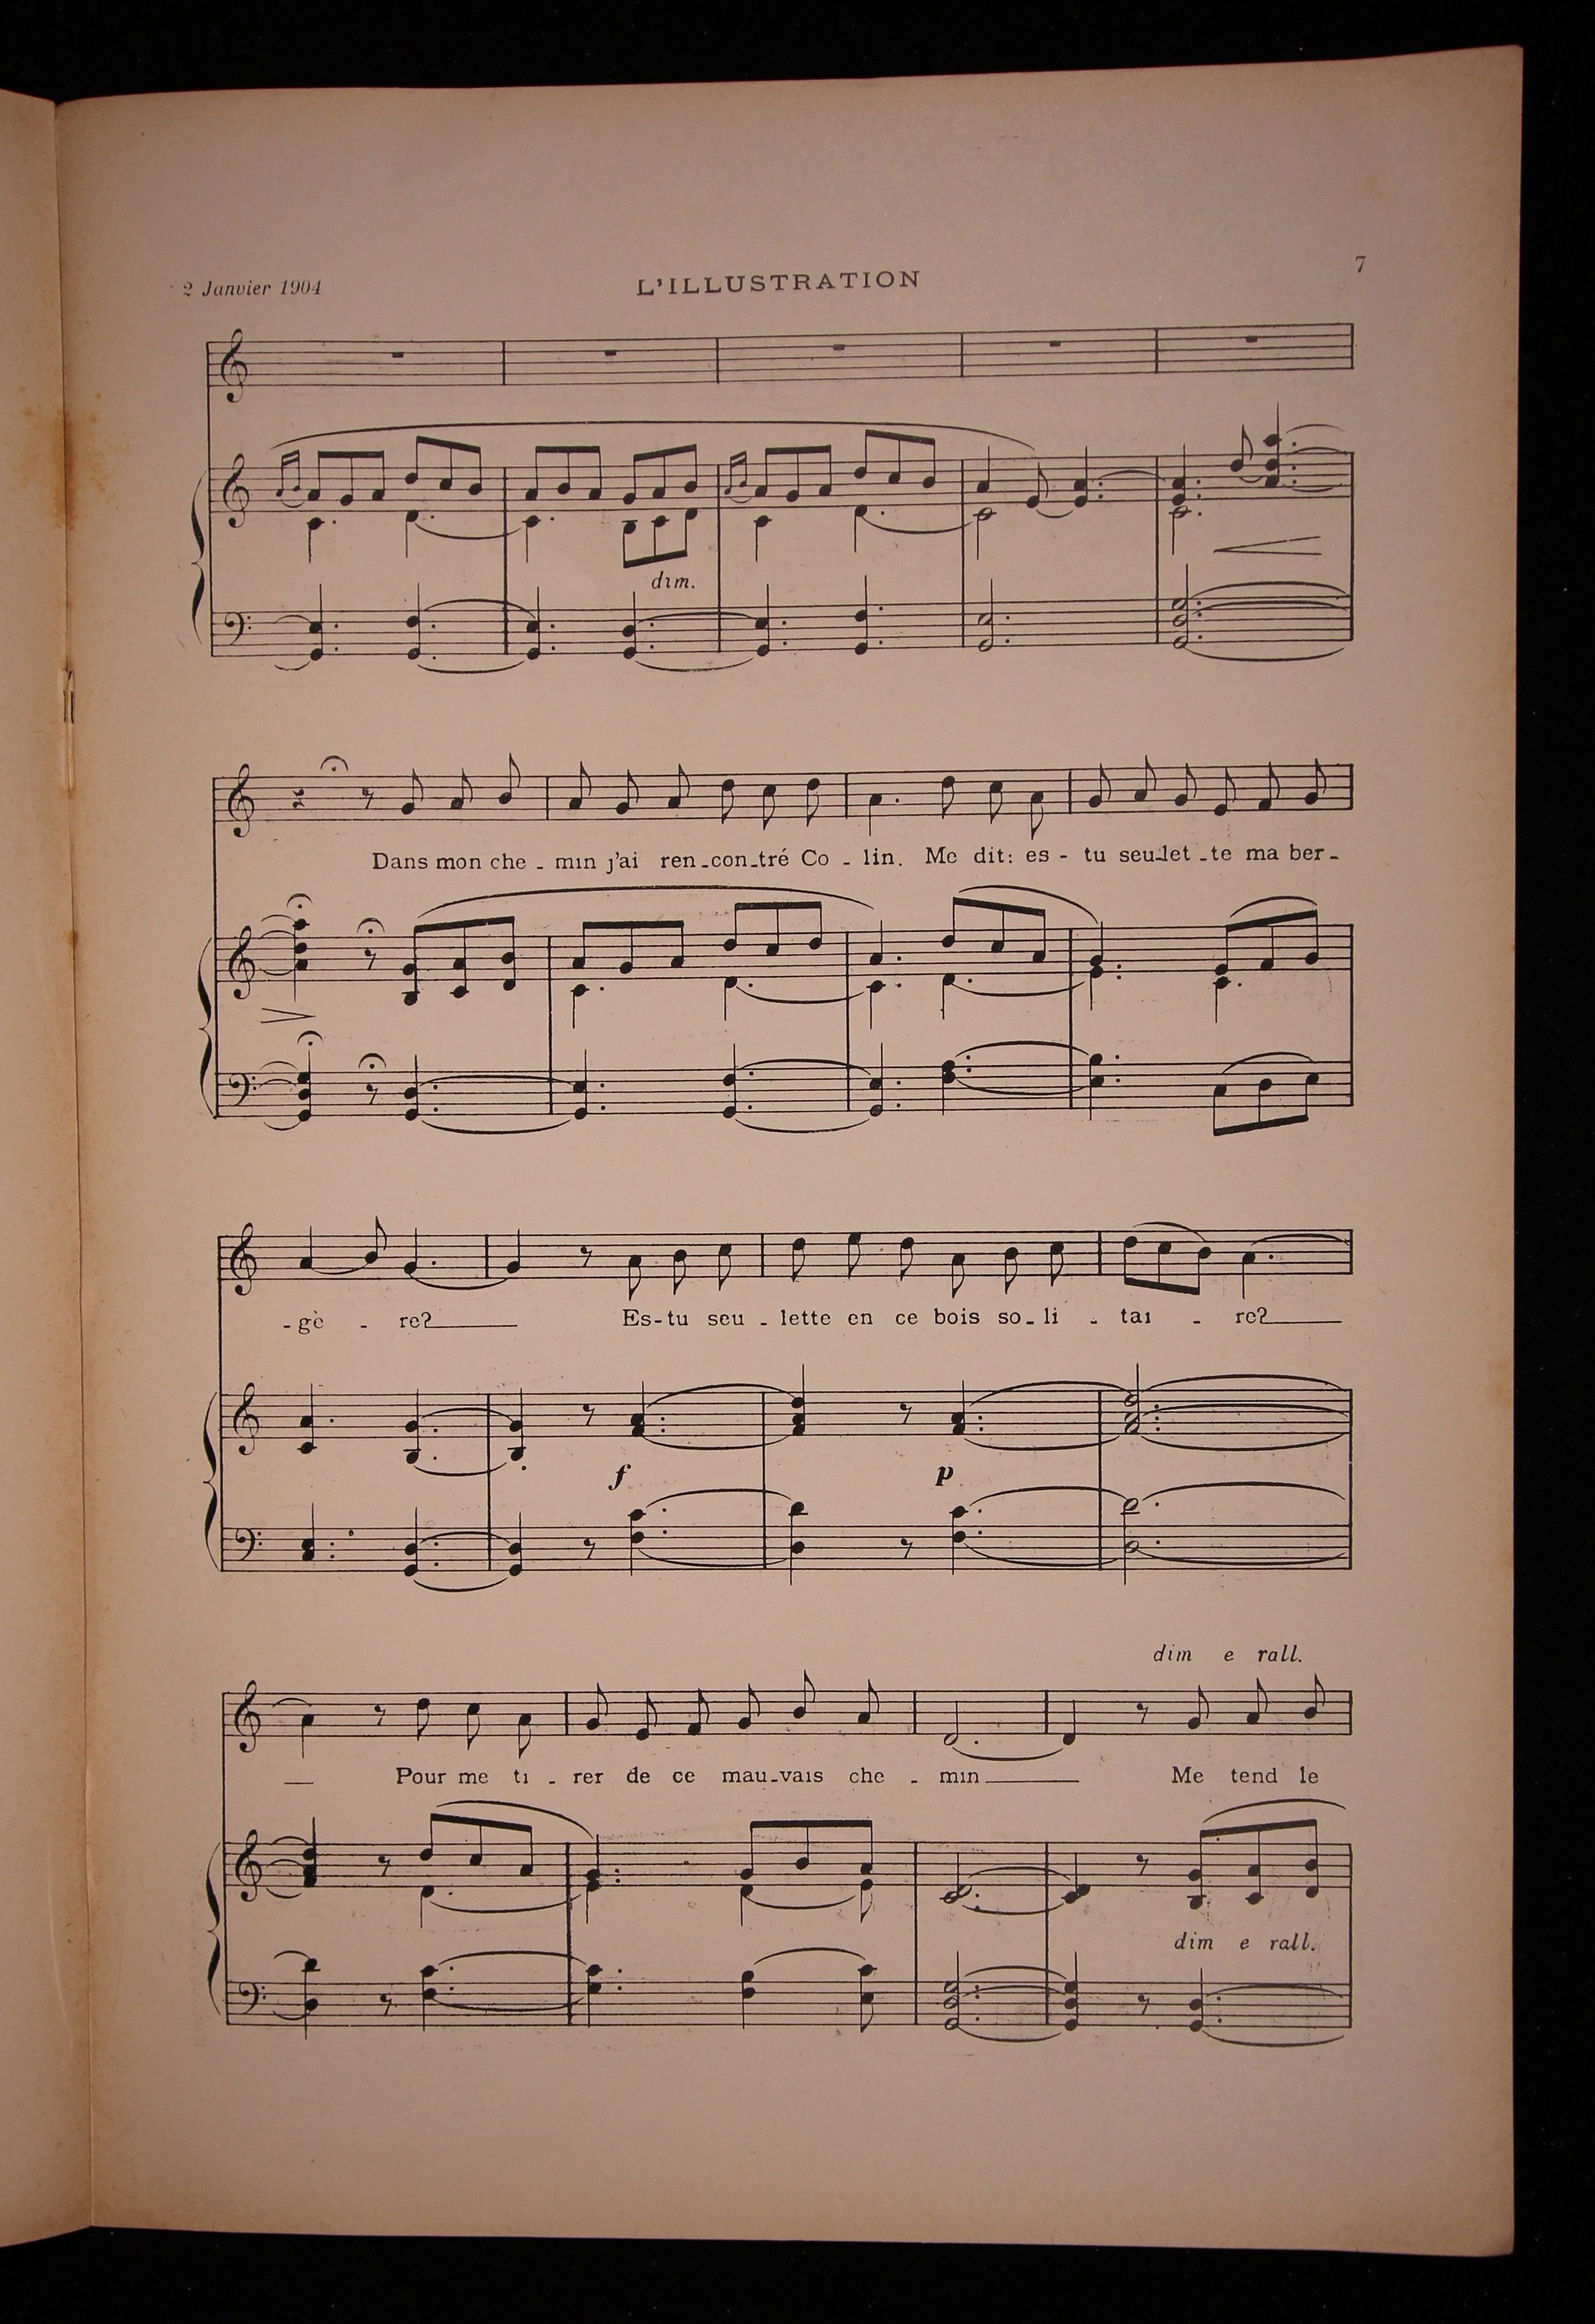 2 Janvier 1904 L'ILLUSTRATION 7
dim.
Dans mon che - min j'ai ren-con-tré Co - lin. Me dit: es - tu seu-let-te ma ber-
-gè - re? Es-tu seu - lette en ce bois so-li - tai - re?
f p
dim e rall.
Pour me ti - rer de ce mau-vais che - min Me tend le
dim e rall.